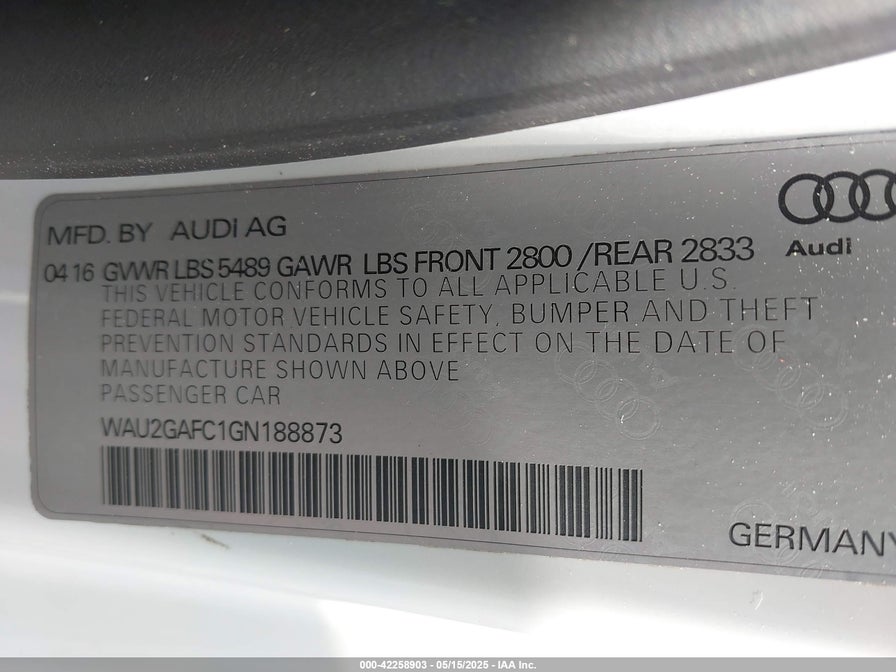 MFD. BY AUDI AG
Audi
04 16 GVWR LBS 5489 GAWR LBS FRONT 2800 /REAR 2833
THIS VEHICLE CONFORMS TO ALL APPLICABLE U.S.
FEDERAL MOTOR VEHICLE SAFETY, BUMPER AND THEFT
PREVENTION STANDARDS IN EFFECT ON THE DATE OF
MANUFACTURE SHOWN ABOVE
PASSENGER CAR
WAU2GAFC1GN188873
GERMANY
000-42258903 - 05/15/2025 - IAA Inc.